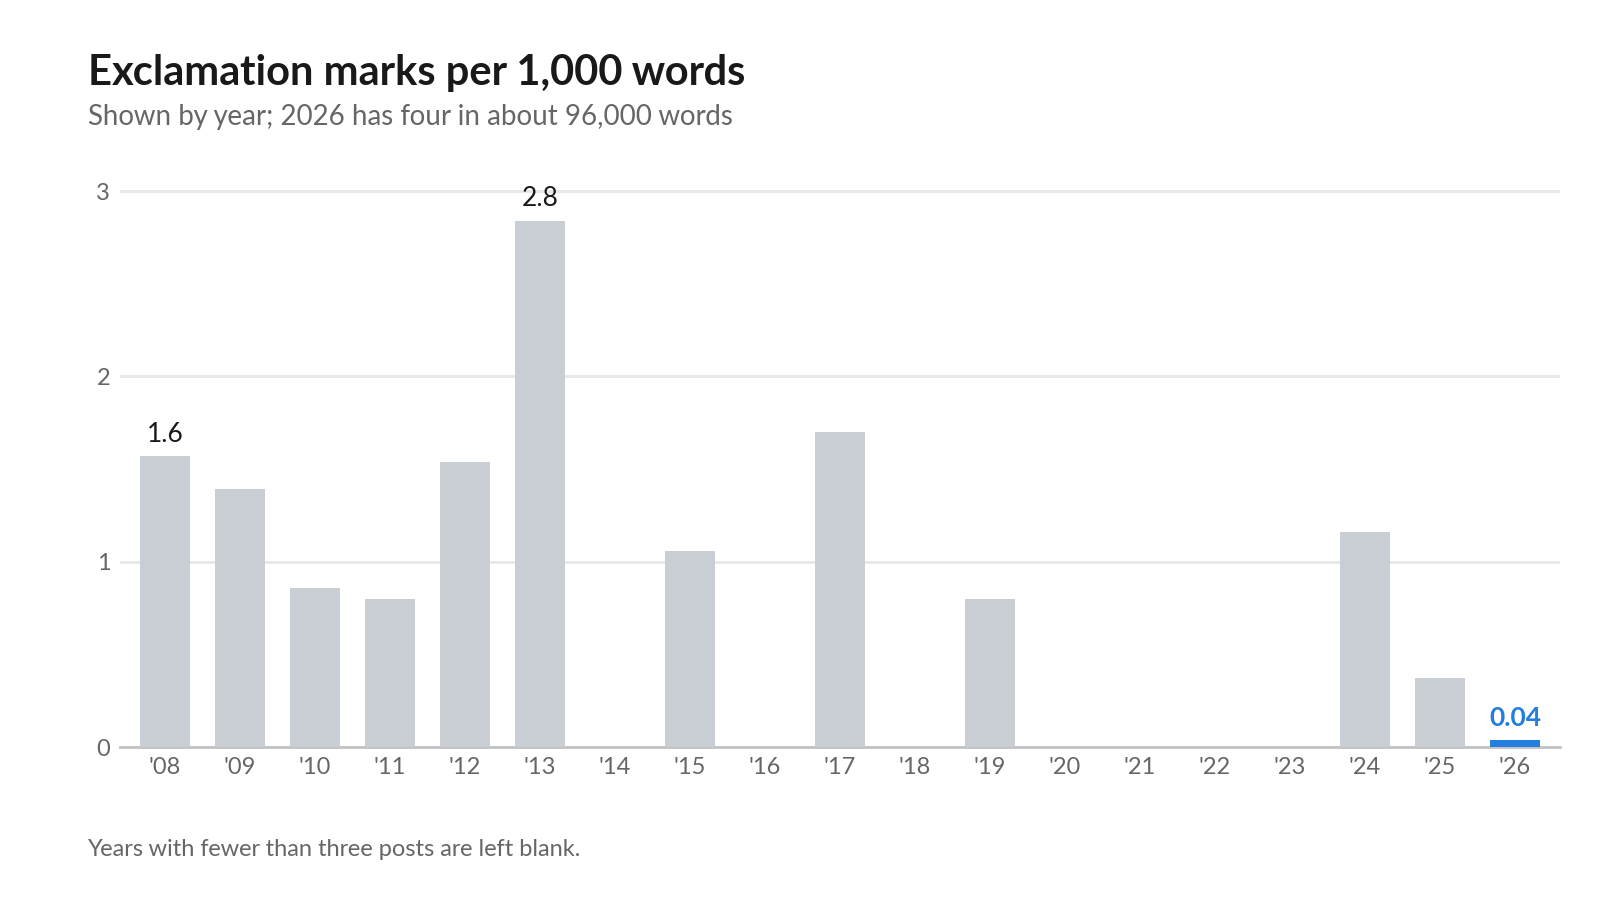 Exclamation marks per 1,000 words
Shown by year; 2026 has four in about 96,000 words
3
2.8
2
1.6
1
0.04
0
'08 '09 '10 '11 '12 '13 '14 '15 '16 '17 '18 '19 '20 '21 '22 '23 '24 '25 '26
Years with fewer than three posts are left blank.